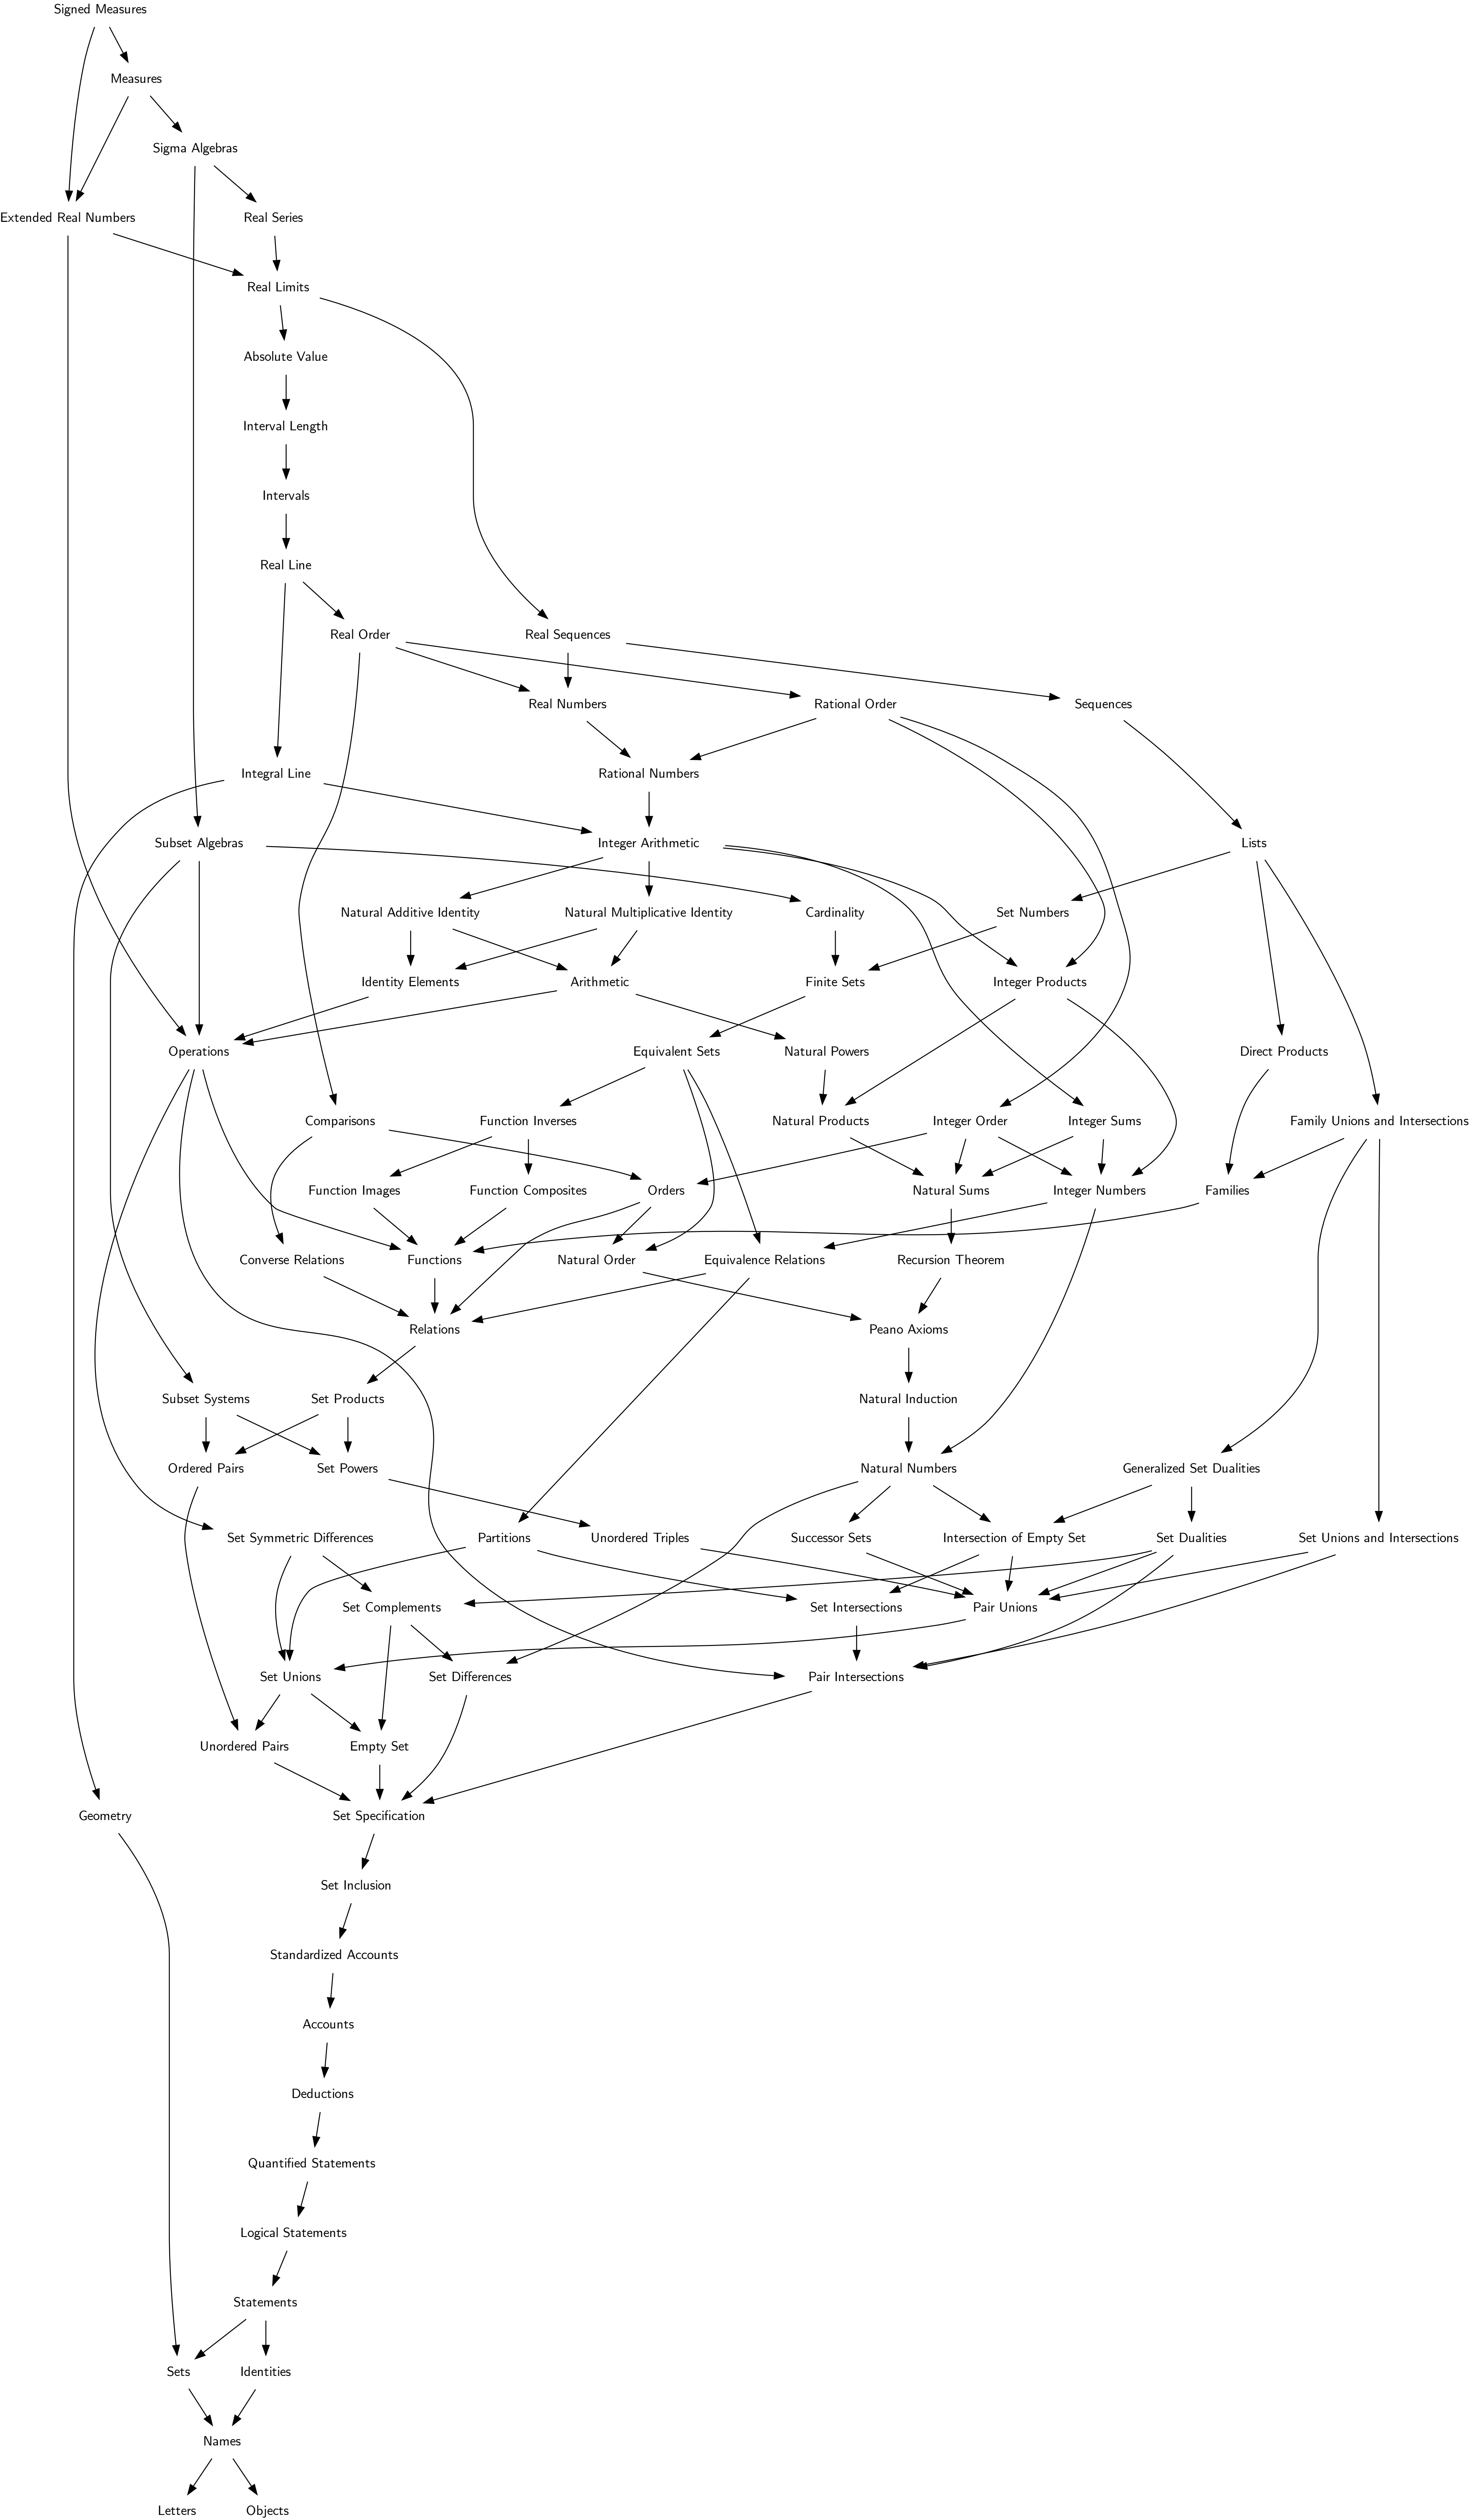 Signed Measures
Measures
Sigma Algebras
Extended Real Numbers
Real Series
Real Limits
Absolute Value
Interval Length
Intervals
Real Line
Real Order
Real Sequences
Real Numbers
Rational Order
Sequences
Integral Line
Rational Numbers
Subset Algebras
Integer Arithmetic
Lists
Natural Additive Identity
Natural Multiplicative Identity
Cardinality
Set Numbers
Identity Elements
Arithmetic
Finite Sets
Integer Products
Operations
Equivalent Sets
Natural Powers
Direct Products
Comparisons
Function Inverses
Natural Products
Integer Order
Integer Sums
Family Unions and Intersections
Function Images
Function Composites
Orders
Natural Sums
Integer Numbers
Families
Converse Relations
Functions
Natural Order
Equivalence Relations
Recursion Theorem
Relations
Peano Axioms
Subset Systems
Set Products
Natural Induction
Ordered Pairs
Set Powers
Natural Numbers
Generalized Set Dualities
Set Symmetric Differences
Partitions
Unordered Triples
Successor Sets
Intersection of Empty Set
Set Dualities
Set Unions and Intersections
Set Complements
Set Intersections
Pair Unions
Set Unions
Set Differences
Pair Intersections
Unordered Pairs
Empty Set
Geometry
Set Specification
Set Inclusion
Standardized Accounts
Accounts
Deductions
Quantified Statements
Logical Statements
Statements
Sets
Identities
Names
Letters
Objects